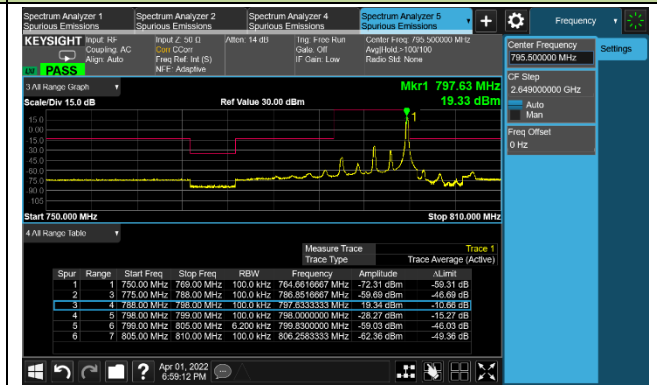 Spectrum Analyzer 1 Spectrum Analyzer 2 Spectrum Analyzer 4 Spectrum Analyzer 5 Frequency
Spurious Emissions Spurious Emissions Spurious Emissions Spurious Emissions
KEYSIGHT Input: RF Input Z: 50 Ω Atten: 14 dB Trig: Free Run Center Freq: 795.500000 MHz
Coupling: AC Corr CCorr Gate: Off Avg|Hold:>100/100
Align: Auto Freq Ref: Int (S) IF Gain: Low Radio Std: None
NFE: Adaptive
LV PASS
Center Frequency
795.500000 MHz
Settings
CF Step
2.649000000 GHz
Auto
Man
Freq Offset
0 Hz
3 All Range Graph
Mkr1 797.63 MHz
Scale/Div 15.0 dB Ref Value 30.00 dBm 19.33 dBm
1
15.0
0.00
-15.0
-30.0
-45.0
-60.0
-75.0
-90.0
-105
Start 750.000 MHz Stop 810.000 MHz
4 All Range Table
Measure Trace Trace 1
Trace Type Trace Average (Active)
Spur Range Start Freq Stop Freq RBW Frequency Amplitude ΔLimit
1 1 750.00 MHz 769.00 MHz 100.0 kHz 764.6616667 MHz -72.31 dBm -59.31 dB
2 3 775.00 MHz 788.00 MHz 100.0 kHz 786.8516667 MHz -59.69 dBm -46.69 dB
3 4 788.00 MHz 798.00 MHz 100.0 kHz 797.6333333 MHz 19.34 dBm -10.66 dB
4 5 798.00 MHz 799.00 MHz 100.0 kHz 798.0000000 MHz -28.27 dBm -15.27 dB
5 6 799.00 MHz 805.00 MHz 6.200 kHz 799.8300000 MHz -59.03 dBm -46.03 dB
6 7 805.00 MHz 810.00 MHz 100.0 kHz 806.2583333 MHz -62.36 dBm -49.36 dB
Apr 01, 2022
6:59:12 PM